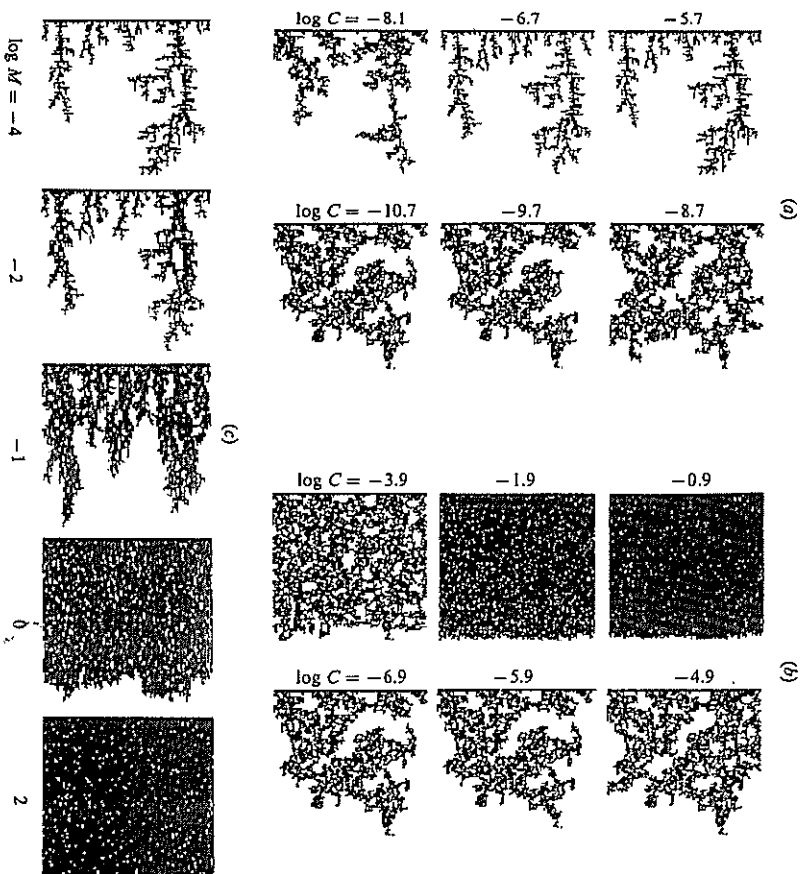 log C = −8.1 −6.7 −5.7
(a)
log C = −10.7 −9.7 −8.7
log C = −3.9 −1.9 −0.9
(b)
log C = −6.9 −5.9 −4.9
(c)
log M = −4 −2 −1 0 2